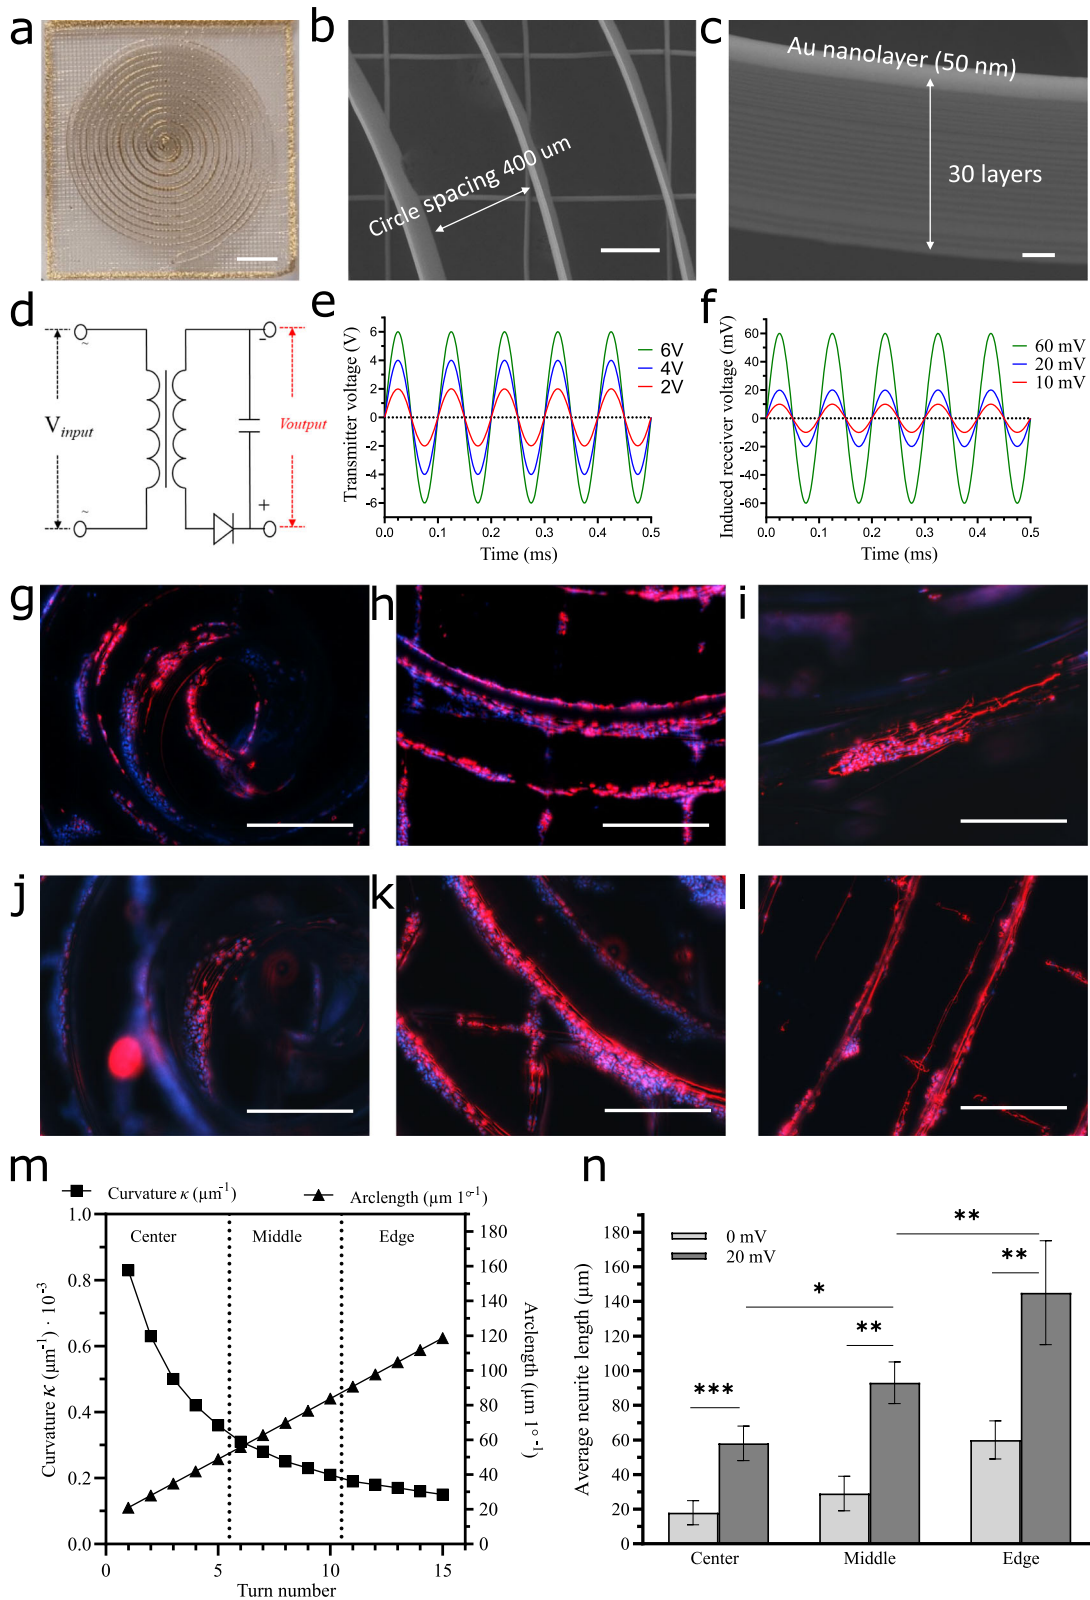 a
b
Circle spacing 400 um
c
Au nanolayer (50 nm)
30 layers
d
~
~
Vinput
-
+
Voutput
e
Transmitter voltage (V)
6
4
2
0
-2
-4
-6
0.0 0.1 0.2 0.3 0.4 0.5
Time (ms)
6V
4V
2V
f
Induced receiver voltage (mV)
60
40
20
0
-20
-40
-60
0.0 0.1 0.2 0.3 0.4 0.5
Time (ms)
60 mV
20 mV
10 mV
g
h
i
j
k
l
m
Curvature κ (μm⁻¹)
Arclength (μm 1°⁻¹)
Center
Middle
Edge
Curvature κ (μm⁻¹) · 10⁻³
1.0
0.8
0.6
0.4
0.2
0.0
0 5 10 15
Turn number
180
160
140
120
100
80
60
40
20
0
Arclength (μm 1°⁻¹)
n
Average neurite length (μm)
180
160
140
120
100
80
60
40
20
0
0 mV
20 mV
***
*
**
**
**
Center
Middle
Edge